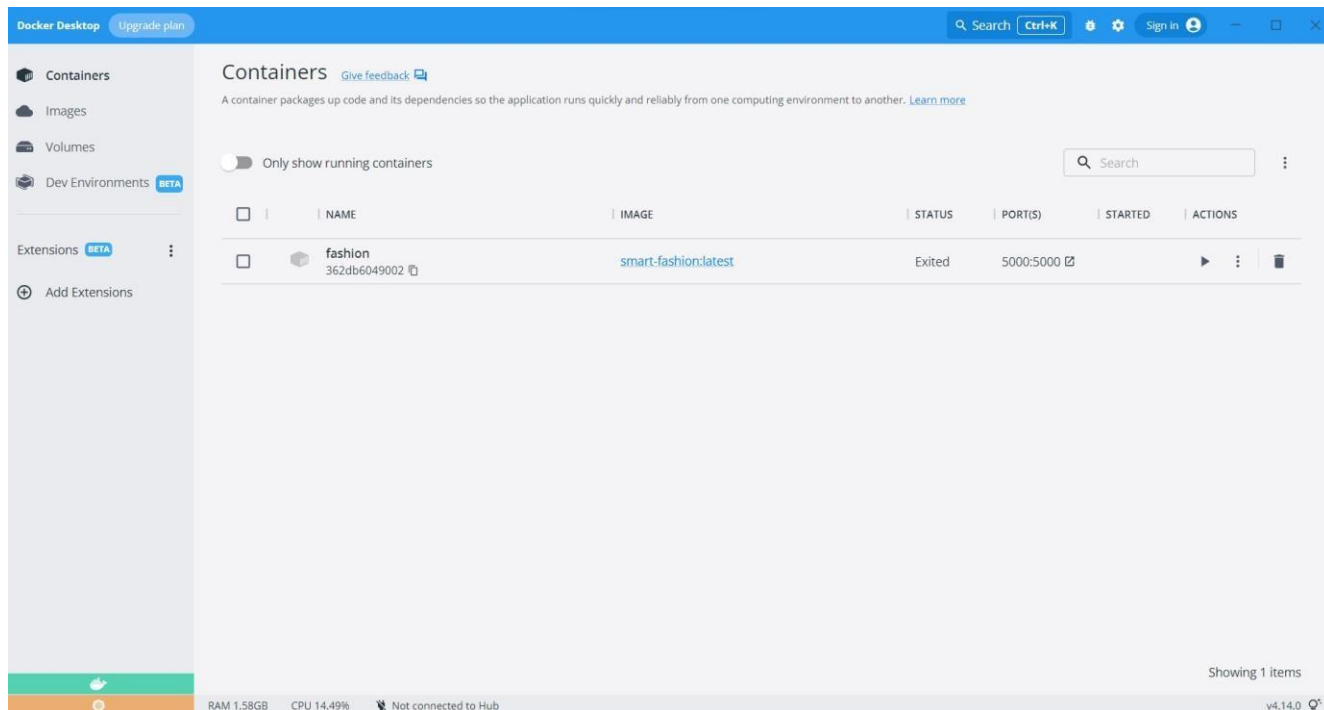 Docker Desktop Upgrade plan Search Ctrl+K Sign in
Containers
Images
Volumes
Dev Environments BETA
Extensions BETA
Add Extensions
Containers Give feedback
A container packages up code and its dependencies so the application runs quickly and reliably from one computing environment to another. Learn more
Only show running containers Search
NAME IMAGE STATUS PORT(S) STARTED ACTIONS
fashion smart-fashion:latest Exited 5000:5000
362db6049002
Showing 1 items
RAM 1.58GB CPU 14.49% Not connected to Hub v4.14.0